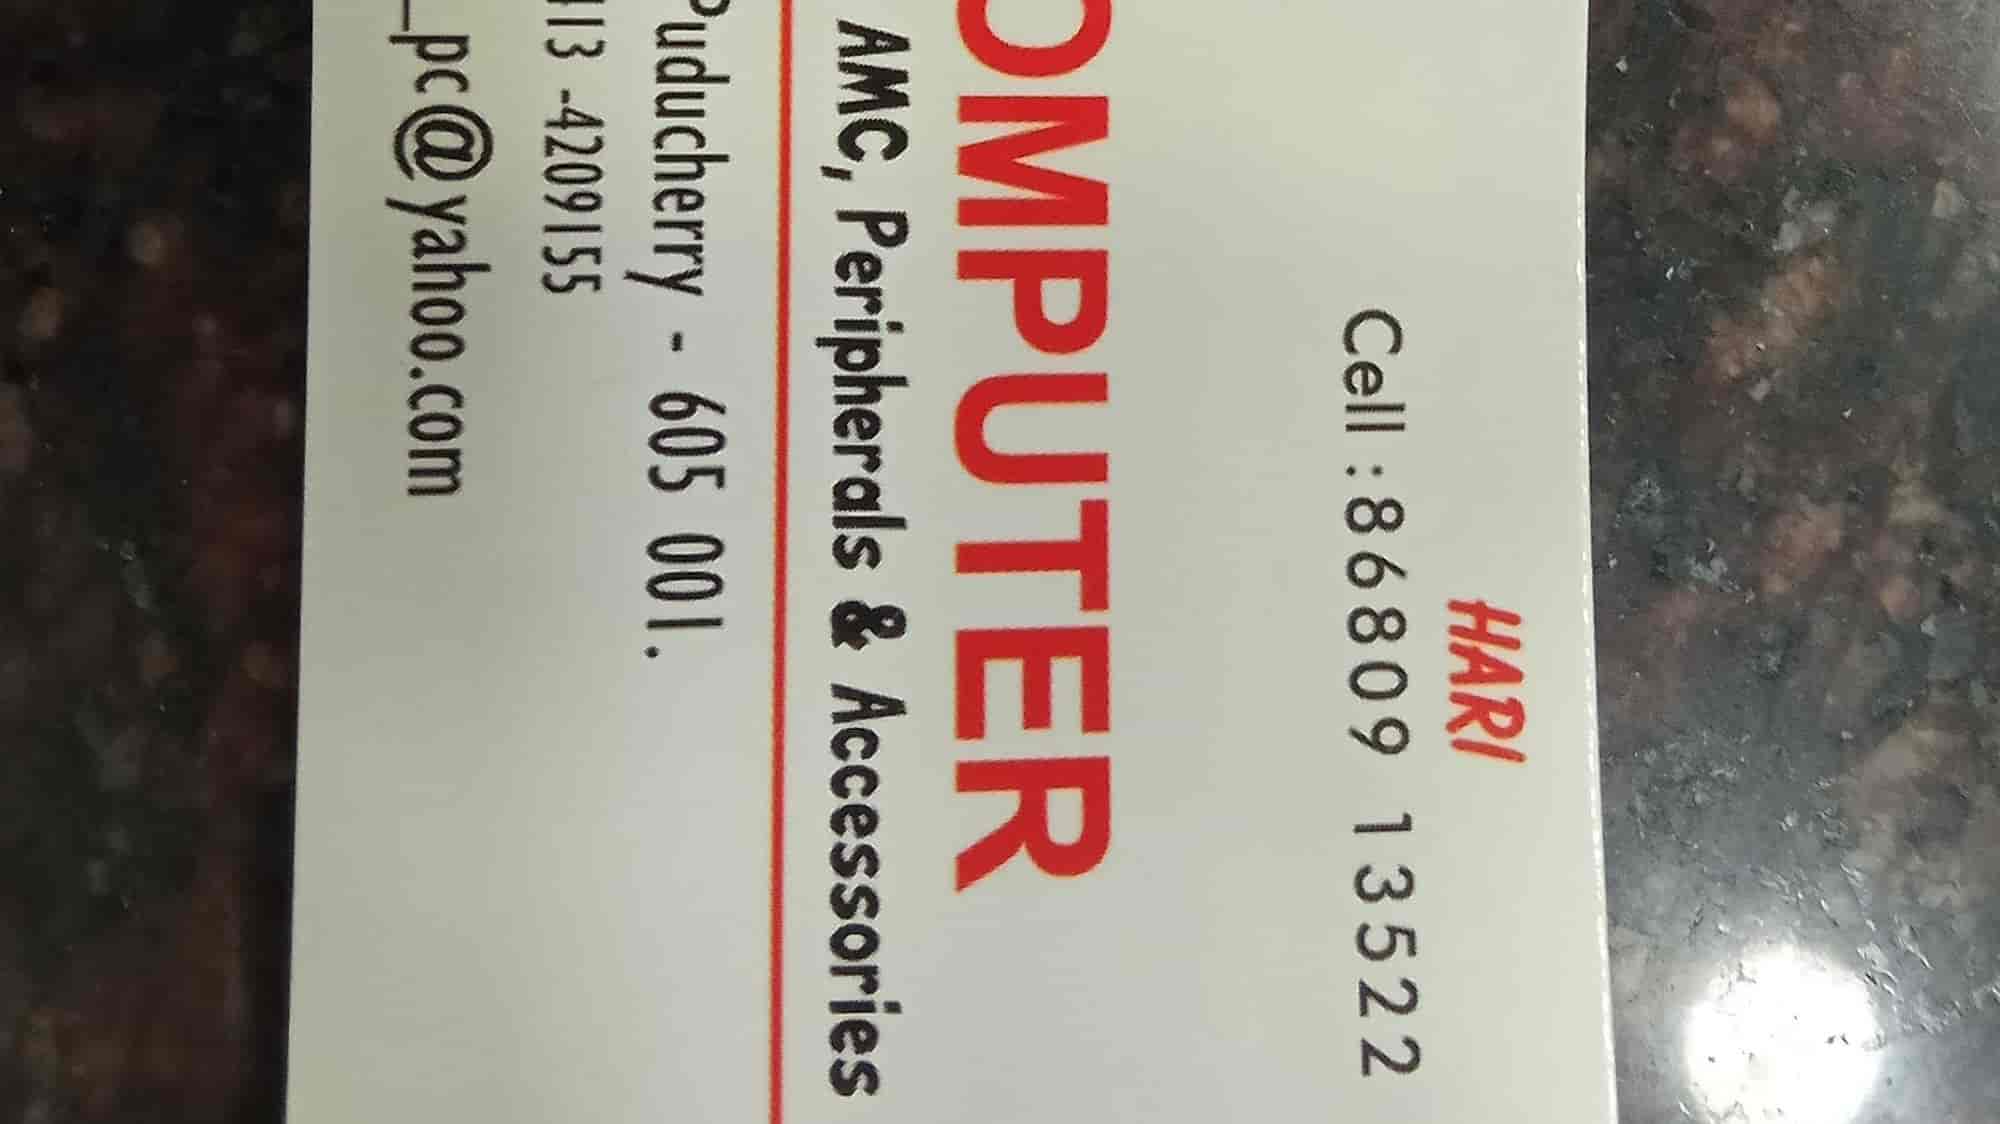 HARI
Cell :86809 13522
OMPUTER
AMC, Peripherals & Accessories
Puducherry - 605 001.
413 -4209155
_pc@yahoo.com